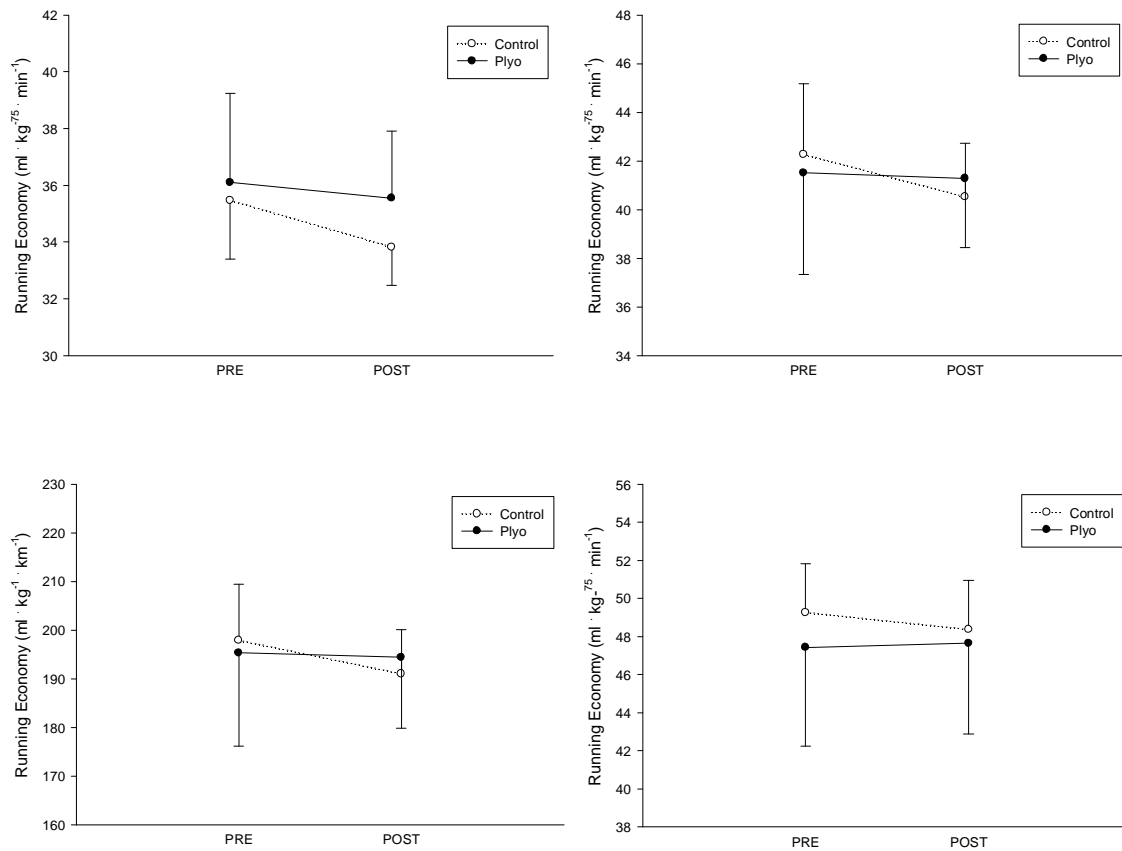 42
40
38
36
34
32
30
Running Economy (ml · kg⁻⁷⁵ · min⁻¹)
Control
Plyo
PRE POST
48
46
44
42
40
38
36
34
Running Economy (ml · kg⁻⁷⁵ · min⁻¹)
Control
Plyo
PRE POST
230
220
210
200
190
180
170
160
Running Economy (ml · kg⁻¹ · km⁻¹)
Control
Plyo
PRE POST
56
54
52
50
48
46
44
42
40
38
Running Economy (ml · kg-⁷⁵ · min⁻¹)
Control
Plyo
PRE POST